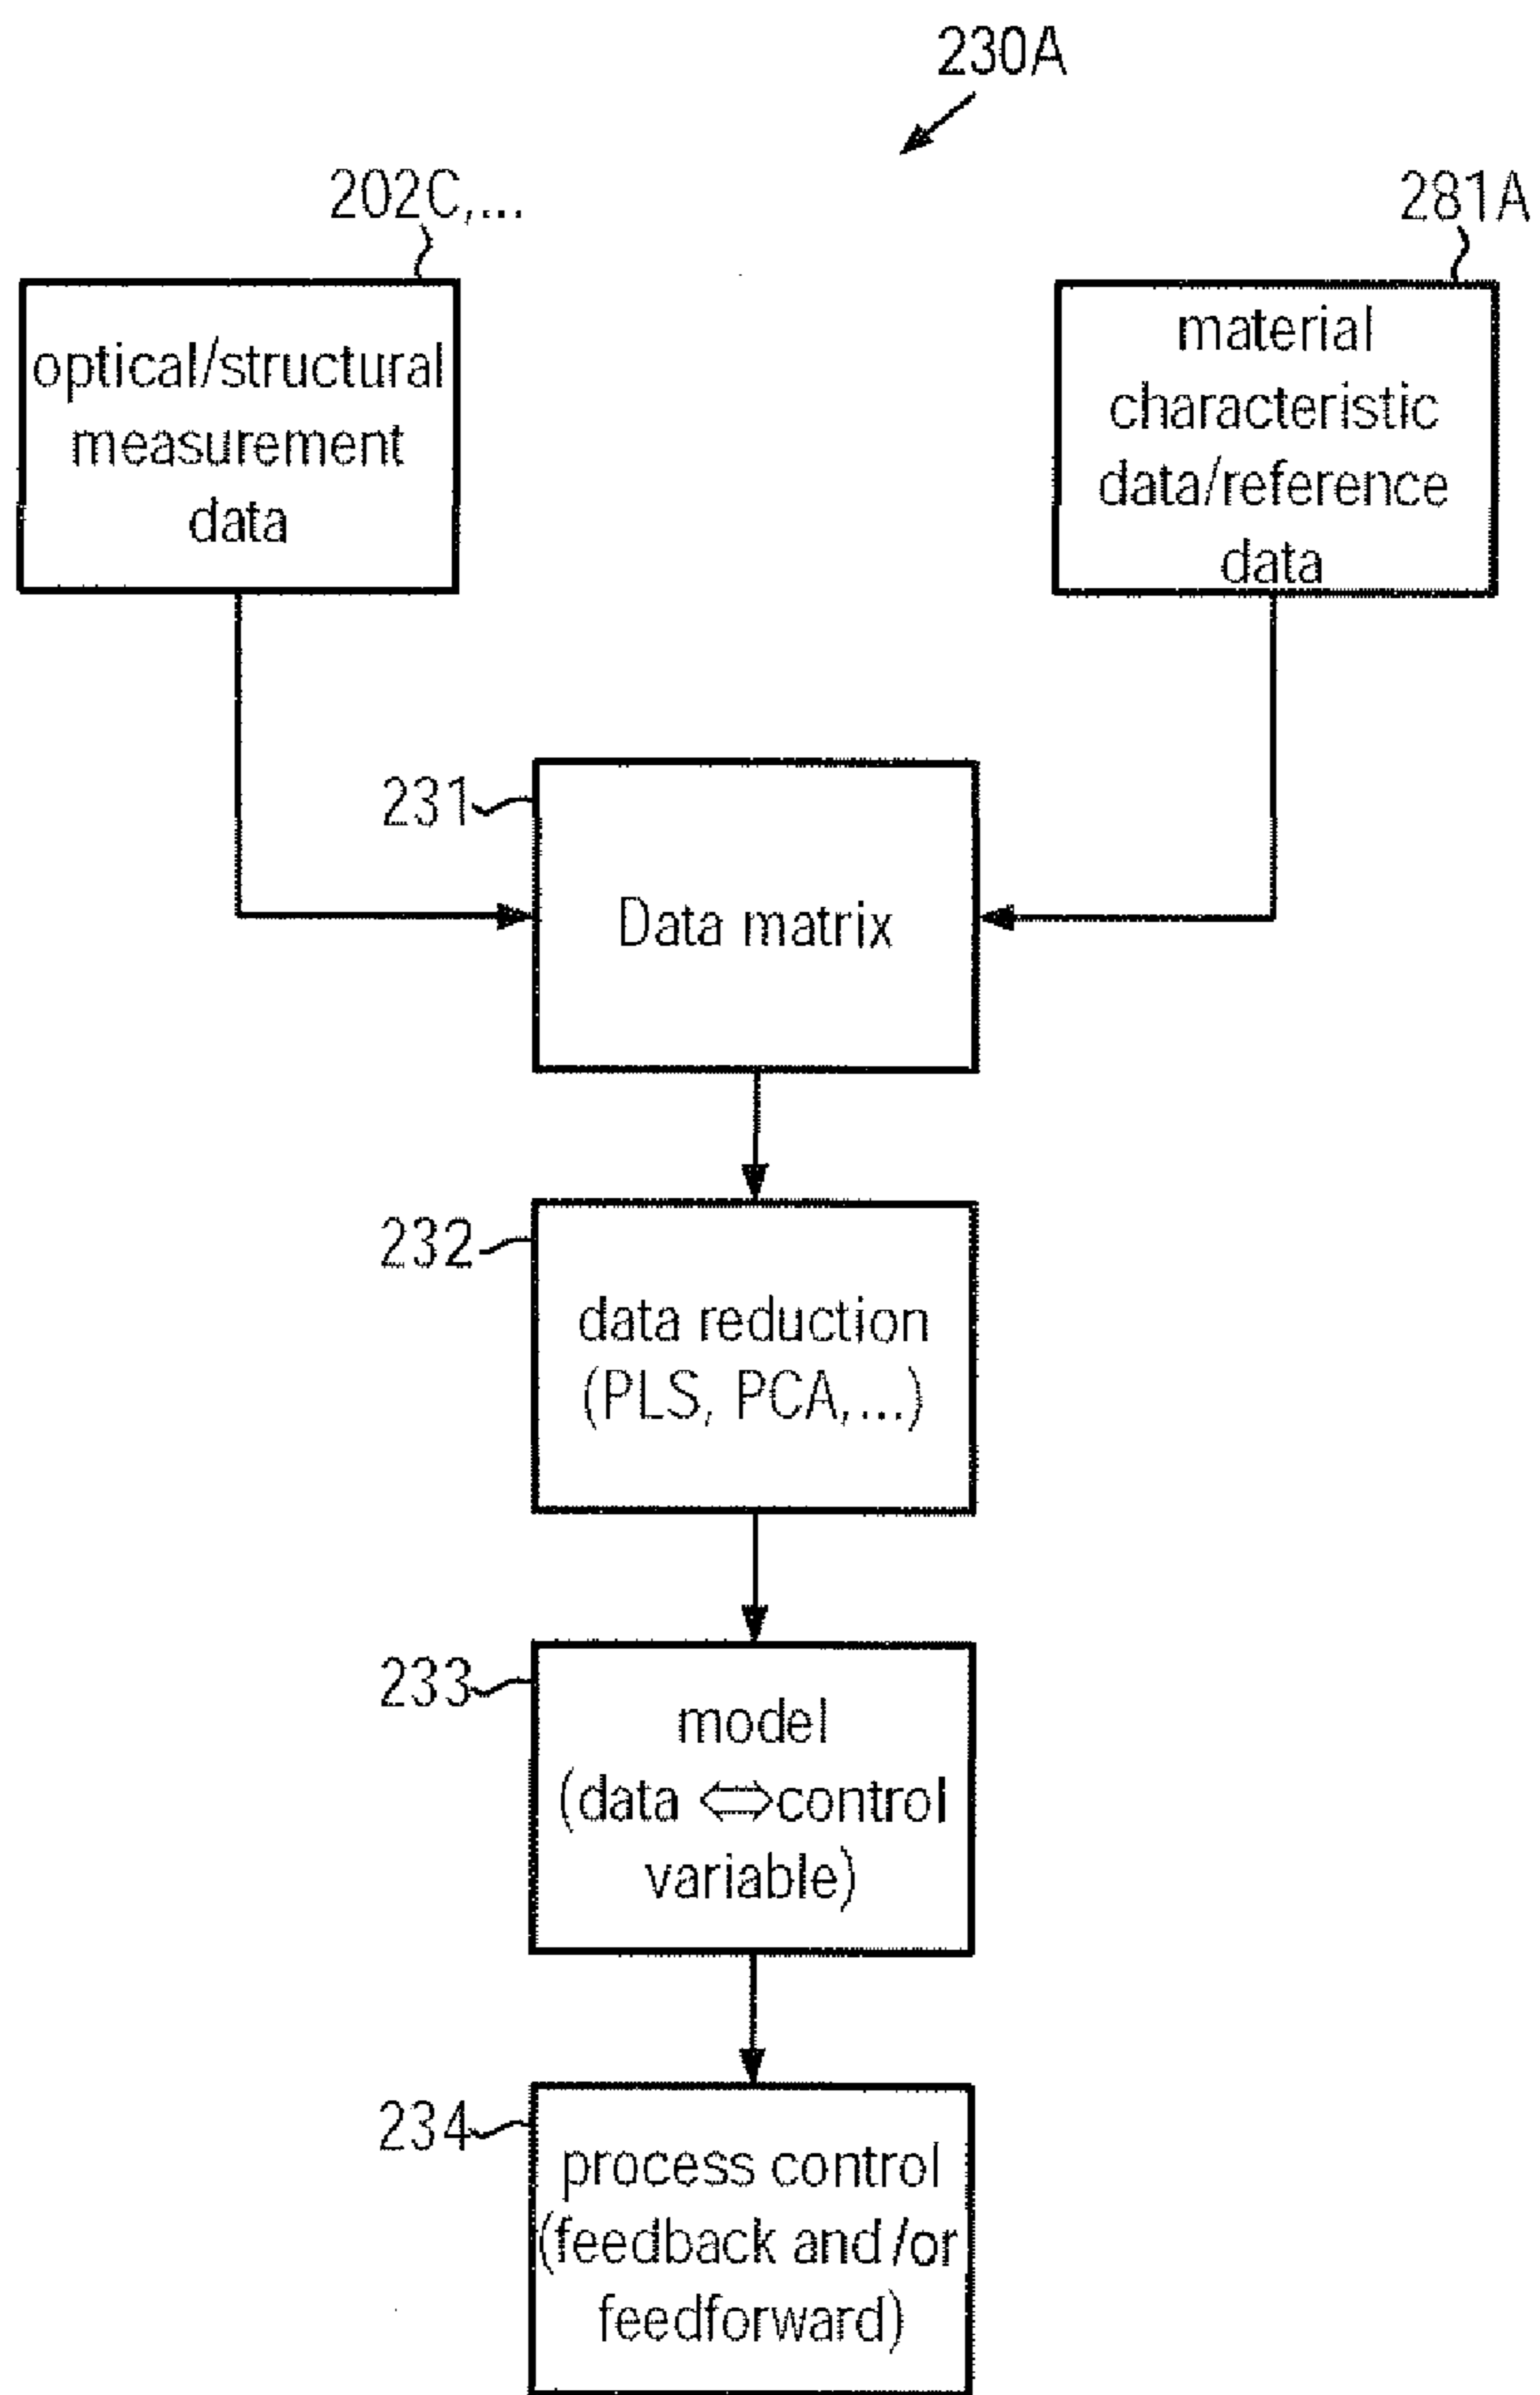 230A
202C,...
281A
optical/structural
measurement
data
material
characteristic
data/reference
data
231
Data matrix
232
data reduction
(PLS, PCA,...)
233
model
(data ⇔control
variable)
234
process control
(feedback and/or
feedforward)